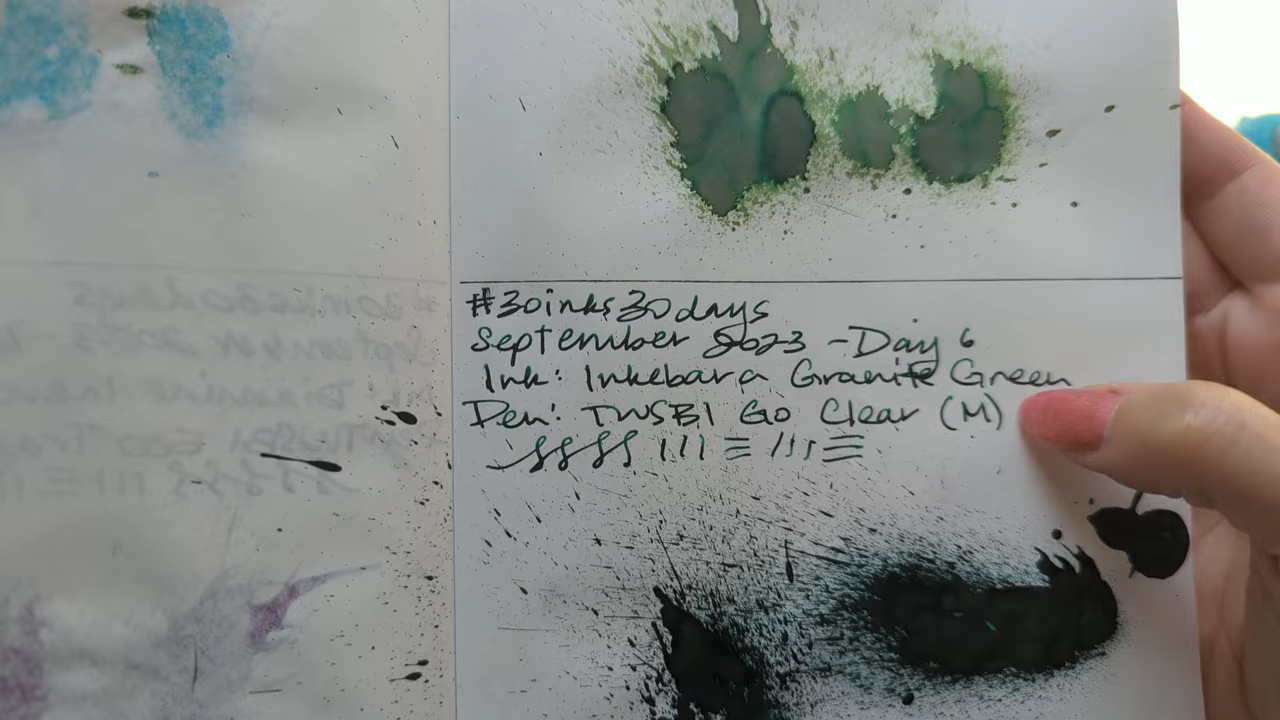 #30inks30days
September 2023 - Day 6
Ink: Inkebara Granite Green
Pen: TWSBI Go Clear (M)